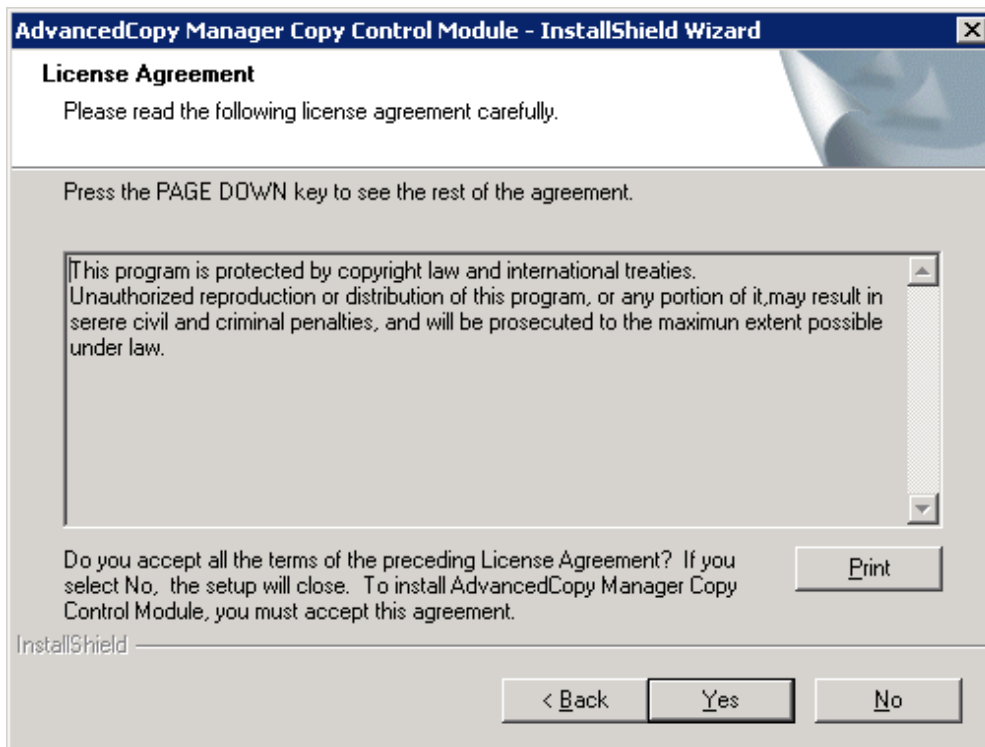 AdvancedCopy Manager Copy Control Module - InstallShield Wizard
License Agreement
Please read the following license agreement carefully.
Press the PAGE DOWN key to see the rest of the agreement.
This program is protected by copyright law and international treaties.
Unauthorized reproduction or distribution of this program, or any portion of it,may result in
serere civil and criminal penalties, and will be prosecuted to the maximun extent possible
under law.
Do you accept all the terms of the preceding License Agreement? If you
select No, the setup will close. To install AdvancedCopy Manager Copy
Control Module, you must accept this agreement.
Print
InstallShield
< Back
Yes
No